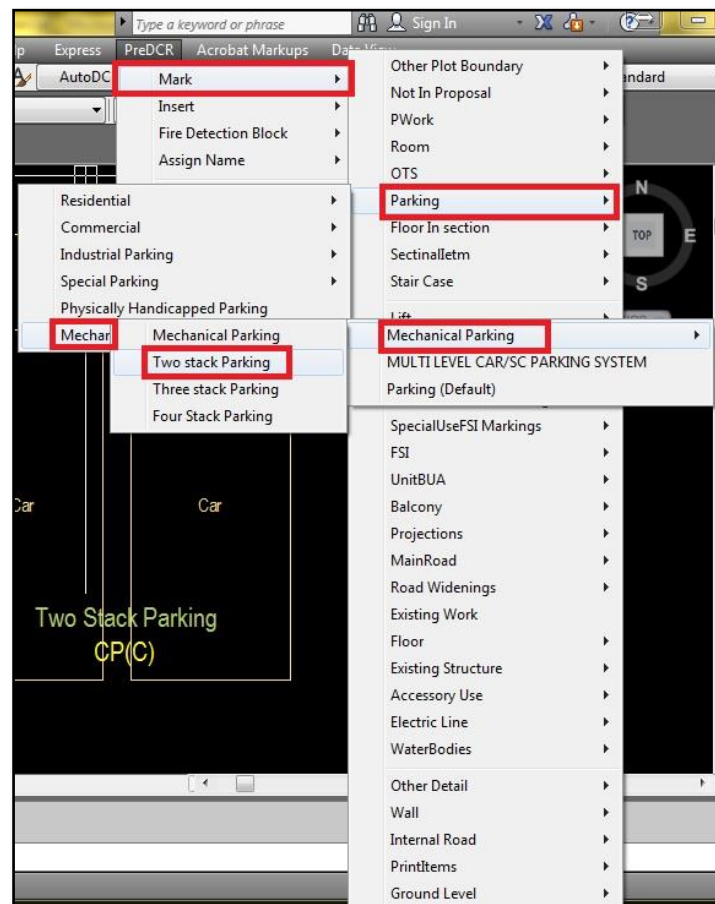 Type a keyword or phrase
Sign In
Express PreDCR Acrobat Markups
AutoDC
Mark
Insert
Fire Detection Block
Assign Name
Other Plot Boundary
Not In Proposal
PWork
Room
OTS
Parking
Floor In section
SectinalIetm
Stair Case
andard
N
TOP
E
S
Residential
Commercial
Industrial Parking
Special Parking
Physically Handicapped Parking
Mechar
Mechanical Parking
Two stack Parking
Three stack Parking
Four Stack Parking
Mechanical Parking
MULTI LEVEL CAR/SC PARKING SYSTEM
Parking (Default)
SpecialUseFSI Markings
FSI
UnitBUA
Balcony
Projections
MainRoad
Road Widenings
Existing Work
Floor
Existing Structure
Accessory Use
Electric Line
WaterBodies
Other Detail
Wall
Internal Road
PrintItems
Ground Level
Car
Car
Two Stack Parking
CP(C)